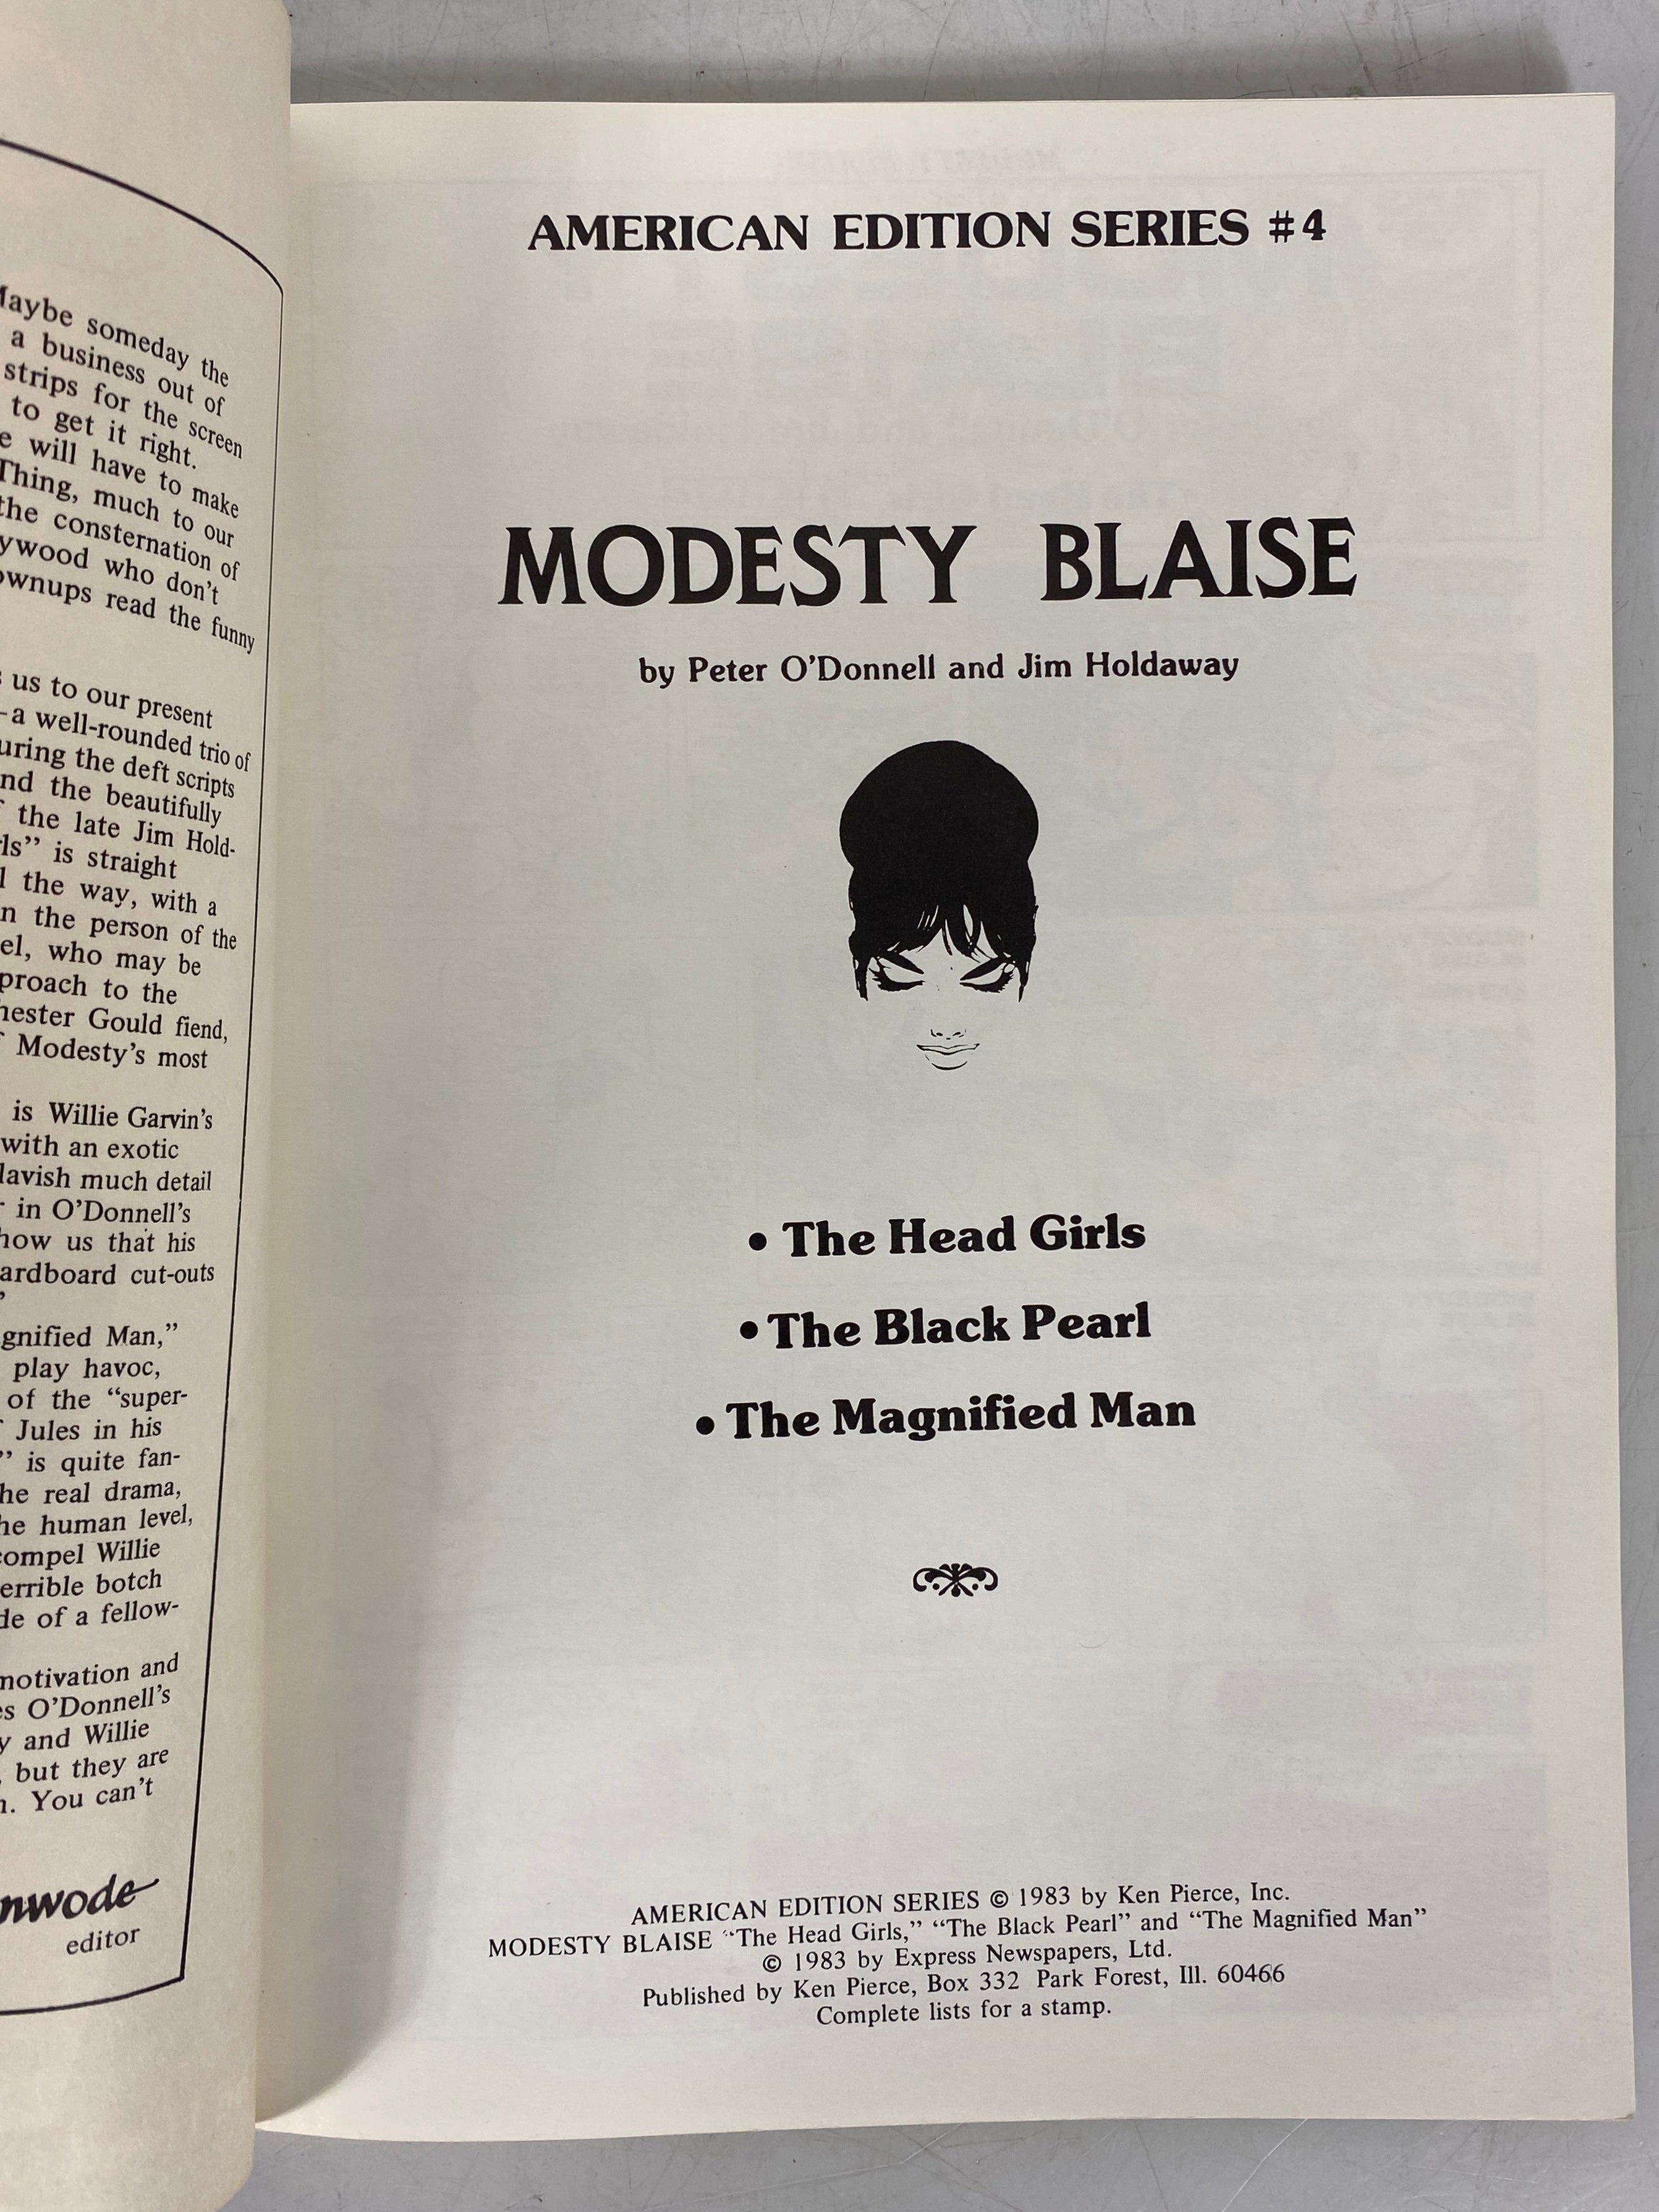 Maybe someday the
a business out of
strips for the screen
to get it right.
will have to make
Thing, much to our
the consternation of
who don't
read the funny
us to our present
—a well-rounded trio of
the deft scripts
the beautifully
the late Jim Hold-
is straight
the way, with a
the person of the
who may be
to the
Gould fiend,
Modesty's most
is Willie Garvin's
with an exotic
lavish much detail
in O'Donnell's
us that his
cut-outs
Man,"
play havoc,
of the "super-
Jules in his
is quite fan-
real drama,
human level,
Willie
botch
of a fellow-
motivation and
O'Donnell's
and Willie
but they are
You can't
editor
AMERICAN EDITION SERIES #4
MODESTY BLAISE
by Peter O'Donnell and Jim Holdaway
• The Head Girls
• The Black Pearl
• The Magnified Man
AMERICAN EDITION SERIES © 1983 by Ken Pierce, Inc.
MODESTY BLAISE "The Head Girls," "The Black Pearl" and "The Magnified Man"
© 1983 by Express Newspapers, Ltd.
Published by Ken Pierce, Box 332 Park Forest, Ill. 60466
Complete lists for a stamp.